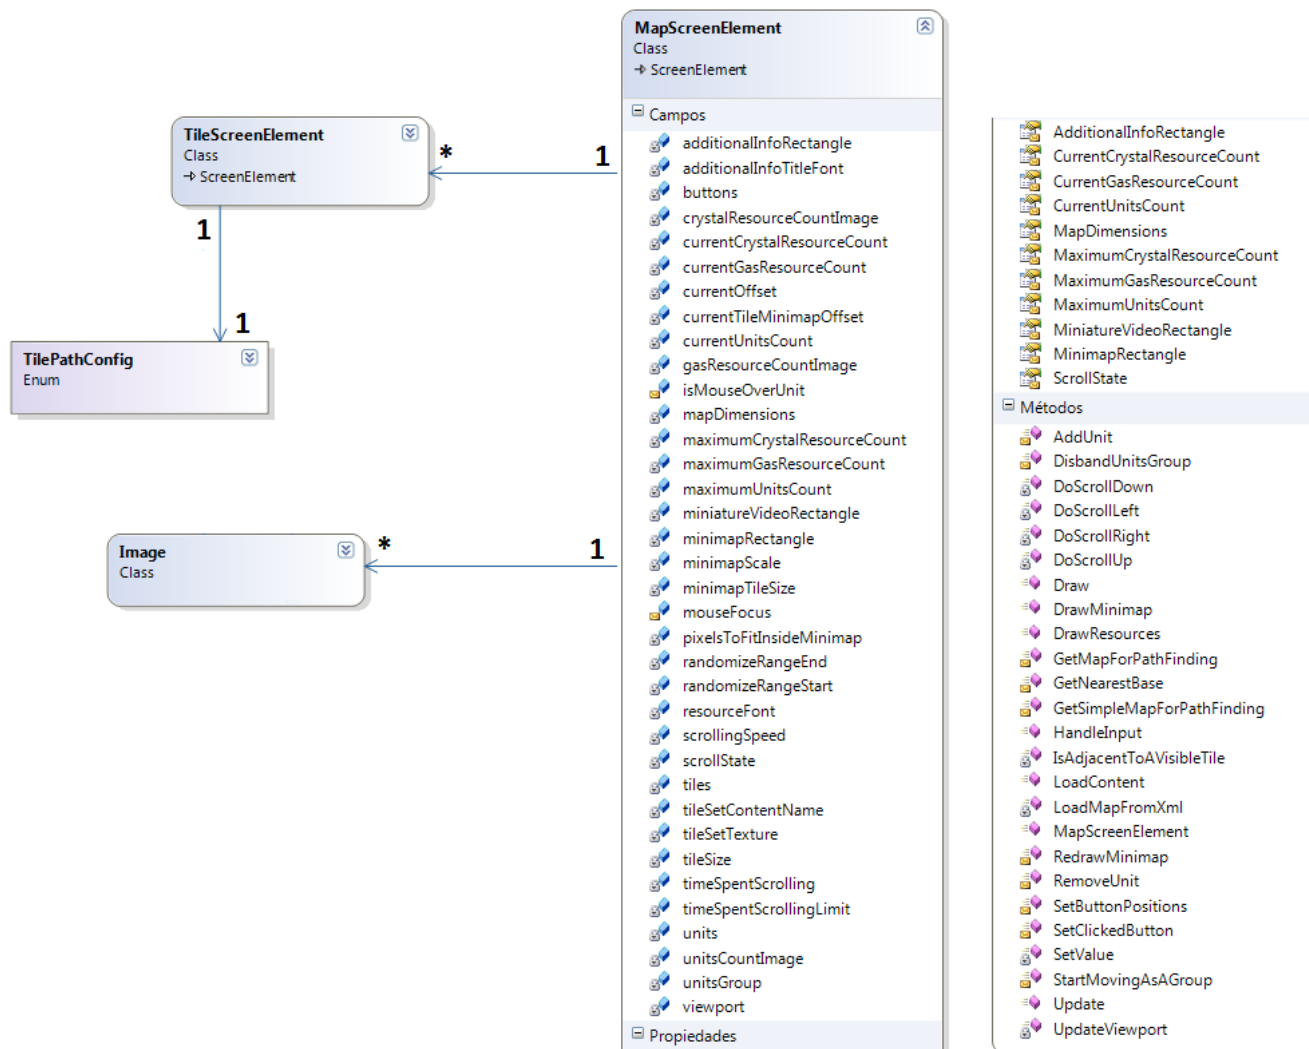 MapScreenElement
Class
ScreenElement
Campos
additionalInfoRectangle
additionalInfoTitleFont
buttons
crystalResourceCountImage
currentCrystalResourceCount
currentGasResourceCount
currentOffset
currentTileMinimapOffset
currentUnitsCount
gasResourceCountImage
isMouseOverUnit
mapDimensions
maximumCrystalResourceCount
maximumGasResourceCount
maximumUnitsCount
miniatureVideoRectangle
minimapRectangle
minimapScale
minimapTileSize
mouseFocus
pixelsToFitInsideMinimap
randomizeRangeEnd
randomizeRangeStart
resourceFont
scrollingSpeed
scrollState
tiles
tileSetContentName
tileSetTexture
tileSize
timeSpentScrolling
timeSpentScrollingLimit
units
unitsCountImage
unitsGroup
viewport
Propiedades
AdditionalInfoRectangle
CurrentCrystalResourceCount
CurrentGasResourceCount
CurrentUnitsCount
MapDimensions
MaximumCrystalResourceCount
MaximumGasResourceCount
MaximumUnitsCount
MiniatureVideoRectangle
MinimapRectangle
ScrollState
Métodos
AddUnit
DisbandUnitsGroup
DoScrollDown
DoScrollLeft
DoScrollRight
DoScrollUp
Draw
DrawMinimap
DrawResources
GetMapForPathFinding
GetNearestBase
GetSimpleMapForPathFinding
HandleInput
IsAdjacentToAVisibleTile
LoadContent
LoadMapFromXml
MapScreenElement
RedrawMinimap
RemoveUnit
SetButtonPositions
SetClickedButton
SetValue
StartMovingAsAGroup
Update
UpdateViewport
TileScreenElement
Class
ScreenElement
* 1
1
1
TilePathConfig
Enum
Image
Class
* 1